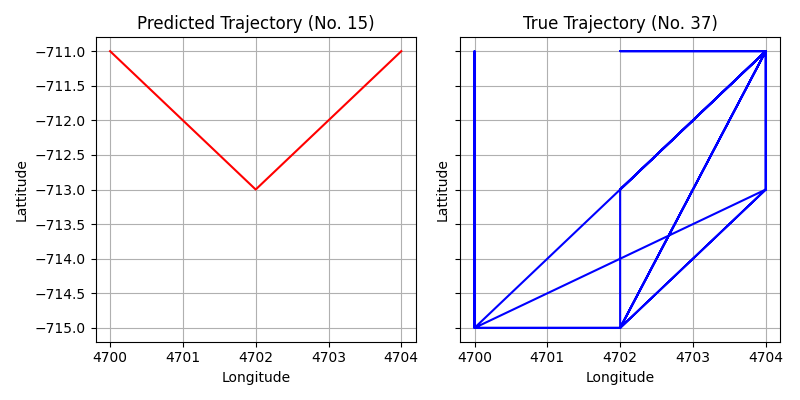 Predicted Trajectory (No. 15)
−711.0
−711.5
−712.0
−712.5
−713.0
−713.5
−714.0
−714.5
−715.0
Lattitude
4700 4701 4702 4703 4704
Longitude
True Trajectory (No. 37)
Lattitude
4700 4701 4702 4703 4704
Longitude